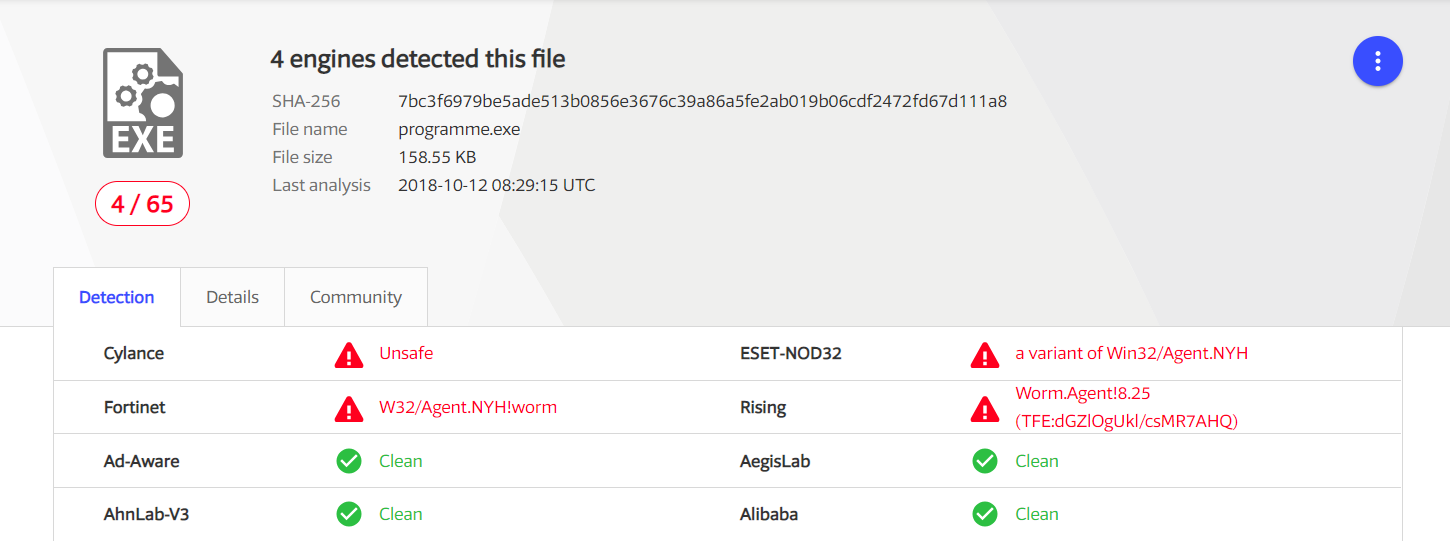 4 engines detected this file
SHA-256 7bc3f6979be5ade513b0856e3676c39a86a5fe2ab019b06cdf2472fd67d111a8
File name programme.exe
File size 158.55 KB
Last analysis 2018-10-12 08:29:15 UTC
EXE
4 / 65
Detection Details Community
Cylance Unsafe ESET-NOD32 a variant of Win32/Agent.NYH
Fortinet W32/Agent.NYH!worm Rising Worm.Agent!8.25
(TFE:dGZlOgUkl/csMR7AHQ)
Ad-Aware Clean AegisLab Clean
AhnLab-V3 Clean Alibaba Clean